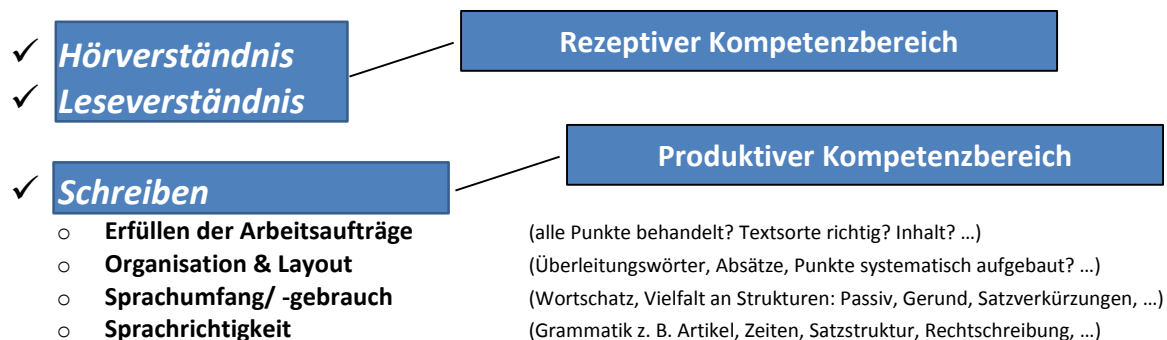 ✓ Hörverständnis
Rezeptiver Kompetenzbereich
✓ Leseverständnis
Produktiver Kompetenzbereich
✓ Schreiben
o Erfüllen der Arbeitsaufträge (alle Punkte behandelt? Textsorte richtig? Inhalt? …)
o Organisation & Layout (Überleitungswörter, Absätze, Punkte systematisch aufgebaut? …)
o Sprachumfang/ -gebrauch (Wortschatz, Vielfalt an Strukturen: Passiv, Gerund, Satzverkürzungen, …)
o Sprachrichtigkeit (Grammatik z. B. Artikel, Zeiten, Satzstruktur, Rechtschreibung, …)